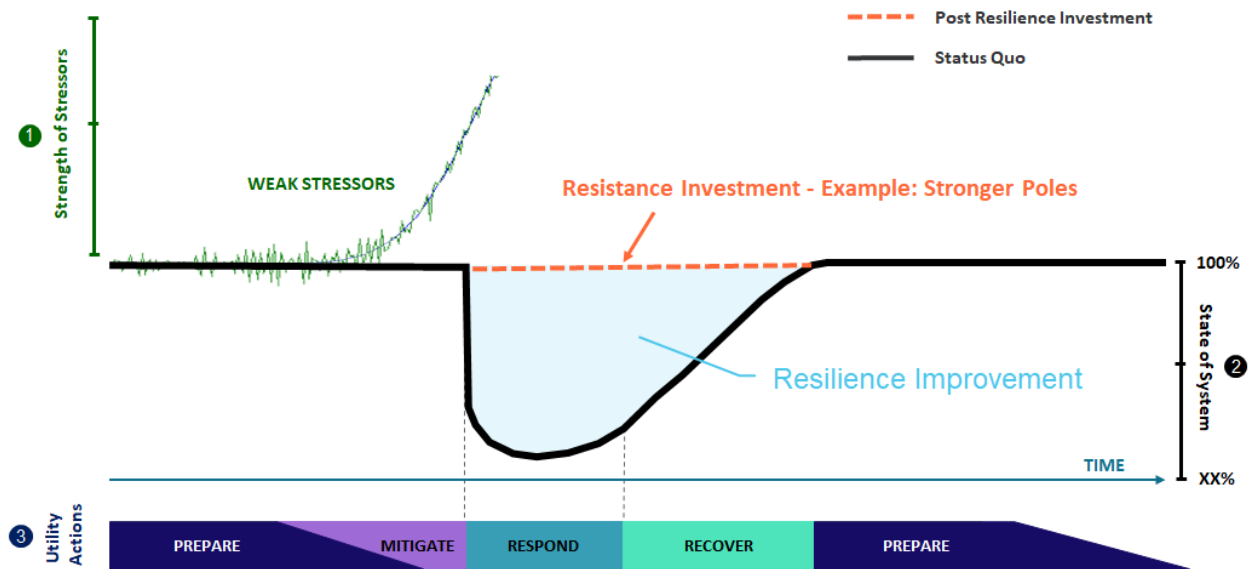 Post Resilience Investment
Status Quo
1
Strength of Stressors
WEAK STRESSORS
Resistance Investment - Example: Stronger Poles
100%
Resilience Improvement
State of System
2
TIME
XX%
3
Utility
Actions
PREPARE
MITIGATE
RESPOND
RECOVER
PREPARE